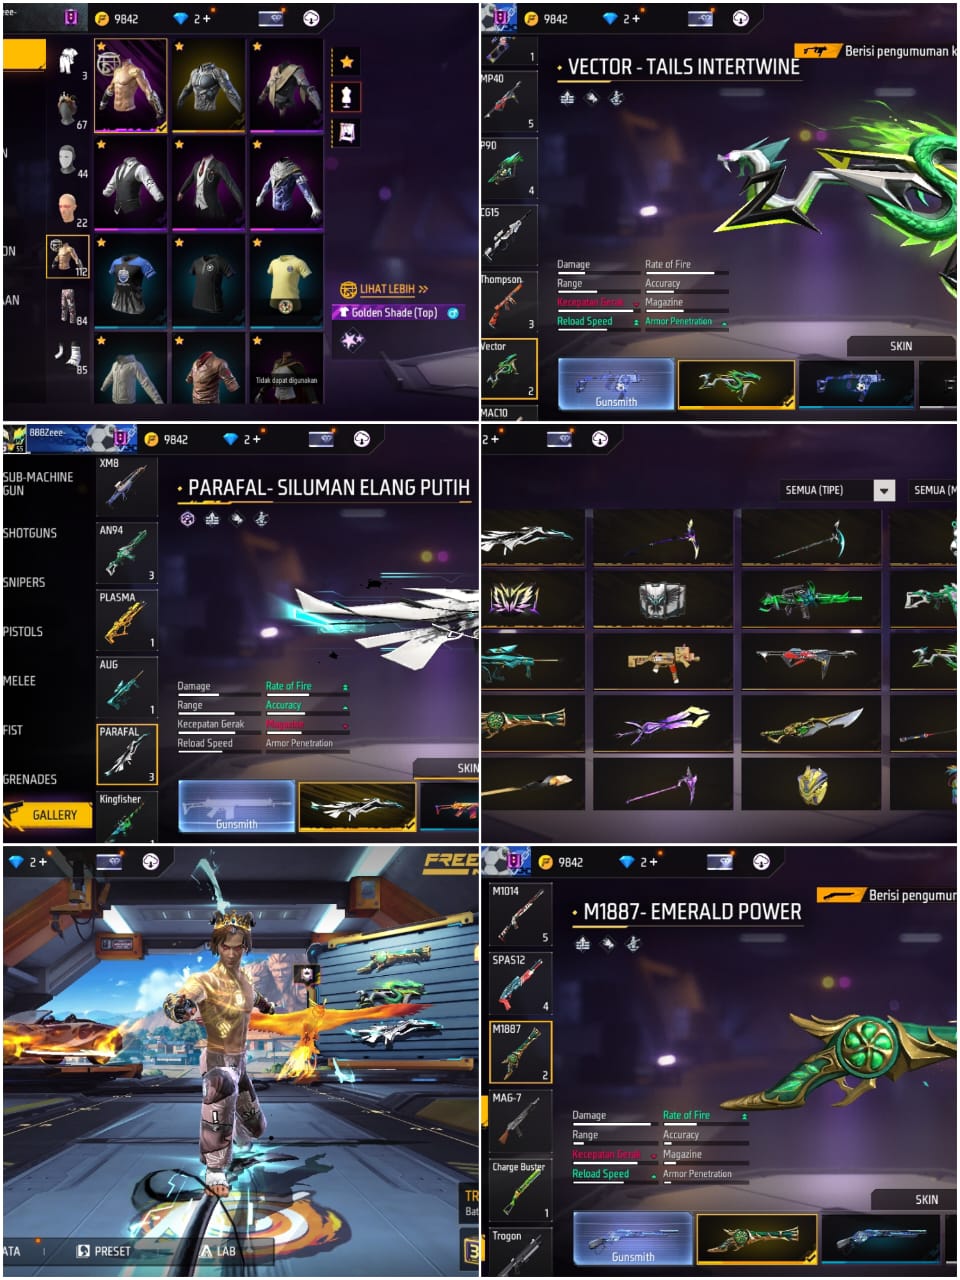 9842
2+
3
67
44
22
112
84
85
LIHAT LEBIH >>
Golden Shade (Top)
Tidak dapat digunakan
9842
2+
Berisi pengumuman k
VECTOR - TAILS INTERTWINE
1
MP40
5
P90
4
CG15
Thompson
3
Vector
2
MAC10
Damage
Rate of Fire
Range
Accuracy
Kecepatan Gerak
Magazine
Reload Speed
Armor Penetration
SKIN
Gunsmith
BBBZeee-
55
9842
2+
SUB-MACHINE
GUN
SHOTGUNS
SNIPERS
PISTOLS
MELEE
FIST
GRENADES
GALLERY
XM8
AN94
3
PLASMA
1
AUG
1
PARAFAL
3
Kingfisher
PARAFAL- SILUMAN ELANG PUTIH
Damage
Rate of Fire
Range
Accuracy
Kecepatan Gerak
Magazine
Reload Speed
Armor Penetration
SKIN
Gunsmith
2+
SEMUA (TIPE)
SEMUA (M
2+
FREE
ATA
PRESET
LAB
TR
Bat
9842
2+
Berisi pengumur
M1887- EMERALD POWER
M1014
5
SPAS12
4
M1887
2
MAG-7
Charge Buster
1
Trogon
Damage
Rate of Fire
Range
Accuracy
Kecepatan Gerak
Magazine
Reload Speed
Armor Penetration
SKIN
Gunsmith